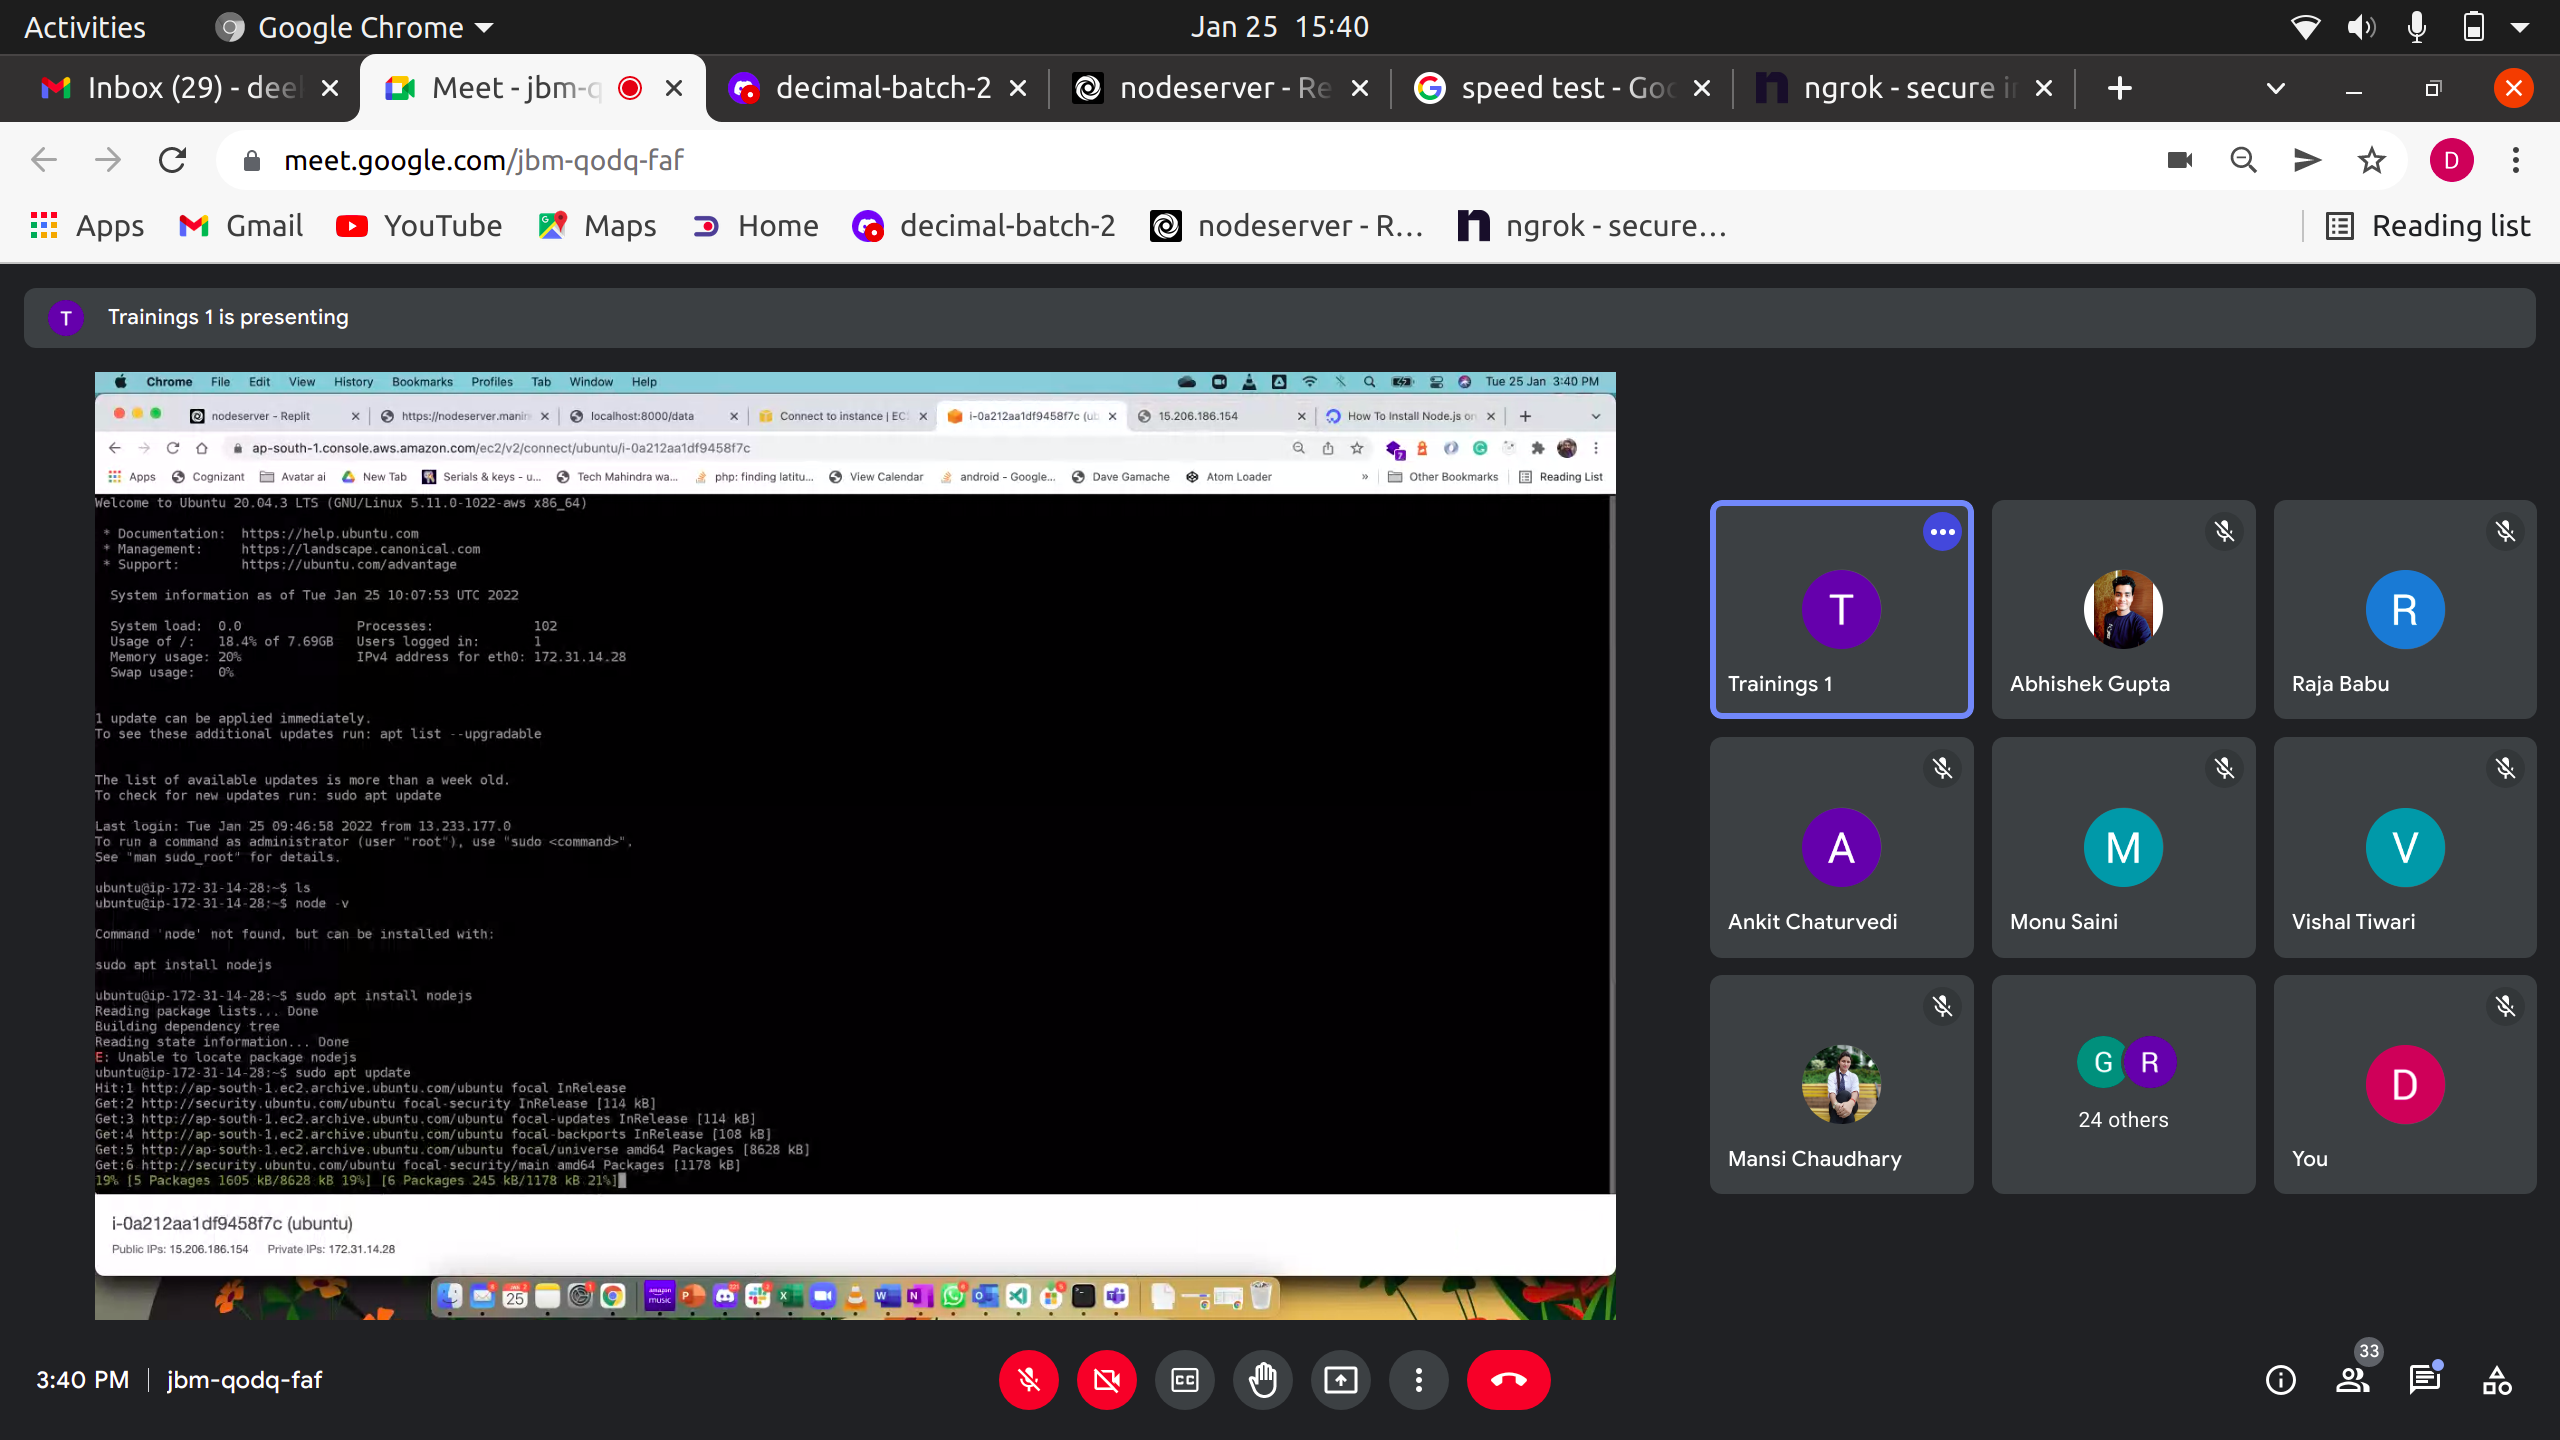 Activities
Google Chrome
Jan 25 15:40
Inbox (29) - deel
Meet - jbm-q
decimal-batch-2
nodeserver - Re
speed test - Goo
ngrok - secure in
meet.google.com/jbm-qodq-faf
D
Apps
Gmail
YouTube
Maps
Home
decimal-batch-2
nodeserver - R...
ngrok - secure...
Reading list
T
Trainings 1 is presenting
Chrome File Edit View History Bookmarks Profiles Tab Window Help
Tue 25 Jan 3:40 PM
nodeserver - Replit
https://nodeserver.manin
localhost:8000/data
Connect to instance | EC
i-0a212aa1df9458f7c (ub
15.206.186.154
How To Install Node.js on
ap-south-1.console.aws.amazon.com/ec2/v2/connect/ubuntu/i-0a212aa1df9458f7c
Apps
Cognizant
Avatar ai
New Tab
Serials & keys - u...
Tech Mahindra wa...
php: finding latitu...
View Calendar
android - Google...
Dave Gamache
Atom Loader
»
Other Bookmarks
Reading List
Welcome to Ubuntu 20.04.3 LTS (GNU/Linux 5.11.0-1022-aws x86_64)
* Documentation: https://help.ubuntu.com
* Management: https://landscape.canonical.com
* Support: https://ubuntu.com/advantage
System information as of Tue Jan 25 10:07:53 UTC 2022
System load: 0.0 Processes: 102
Usage of /: 18.4% of 7.69GB Users logged in: 1
Memory usage: 20% IPv4 address for eth0: 172.31.14.28
Swap usage: 0%
1 update can be applied immediately.
To see these additional updates run: apt list --upgradable
The list of available updates is more than a week old.
To check for new updates run: sudo apt update
Last login: Tue Jan 25 09:46:58 2022 from 13.233.177.0
To run a command as administrator (user "root"), use "sudo <command>".
See "man sudo_root" for details.
ubuntu@ip-172-31-14-28:~$ ls
ubuntu@ip-172-31-14-28:~$ node -v
Command 'node' not found, but can be installed with:
sudo apt install nodejs
ubuntu@ip-172-31-14-28:~$ sudo apt install nodejs
Reading package lists... Done
Building dependency tree
Reading state information... Done
E: Unable to locate package nodejs
ubuntu@ip-172-31-14-28:~$ sudo apt update
Hit:1 http://ap-south-1.ec2.archive.ubuntu.com/ubuntu focal InRelease
Get:2 http://security.ubuntu.com/ubuntu focal-security InRelease [114 kB]
Get:3 http://ap-south-1.ec2.archive.ubuntu.com/ubuntu focal-updates InRelease [114 kB]
Get:4 http://ap-south-1.ec2.archive.ubuntu.com/ubuntu focal-backports InRelease [108 kB]
Get:5 http://ap-south-1.ec2.archive.ubuntu.com/ubuntu focal/universe amd64 Packages [8628 kB]
Get:6 http://security.ubuntu.com/ubuntu focal-security/main amd64 Packages [1178 kB]
19% [5 Packages 1605 kB/8628 kB 19%] [6 Packages 245 kB/1178 kB 21%]
i-0a212aa1df9458f7c (ubuntu)
Public IPs: 15.206.186.154 Private IPs: 172.31.14.28
25
amazon music
T
Trainings 1
Abhishek Gupta
R
Raja Babu
A
Ankit Chaturvedi
M
Monu Saini
V
Vishal Tiwari
Mansi Chaudhary
G R
24 others
D
You
3:40 PM
jbm-qodq-faf
CC
33